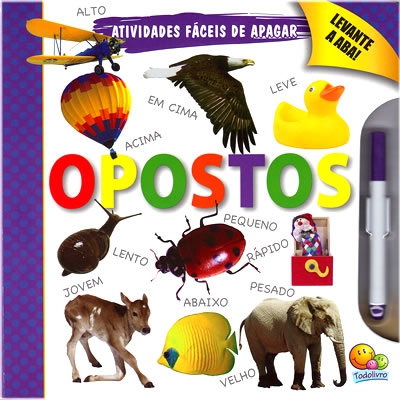 ALTO
ATIVIDADES FÁCEIS DE APAGAR
LEVANTE
A ABA!
EM CIMA
LEVE
ACIMA
OPOSTOS
PEQUENO
LENTO
RÁPIDO
JOVEM
ABAIXO
PESADO
VELHO
Todolivro